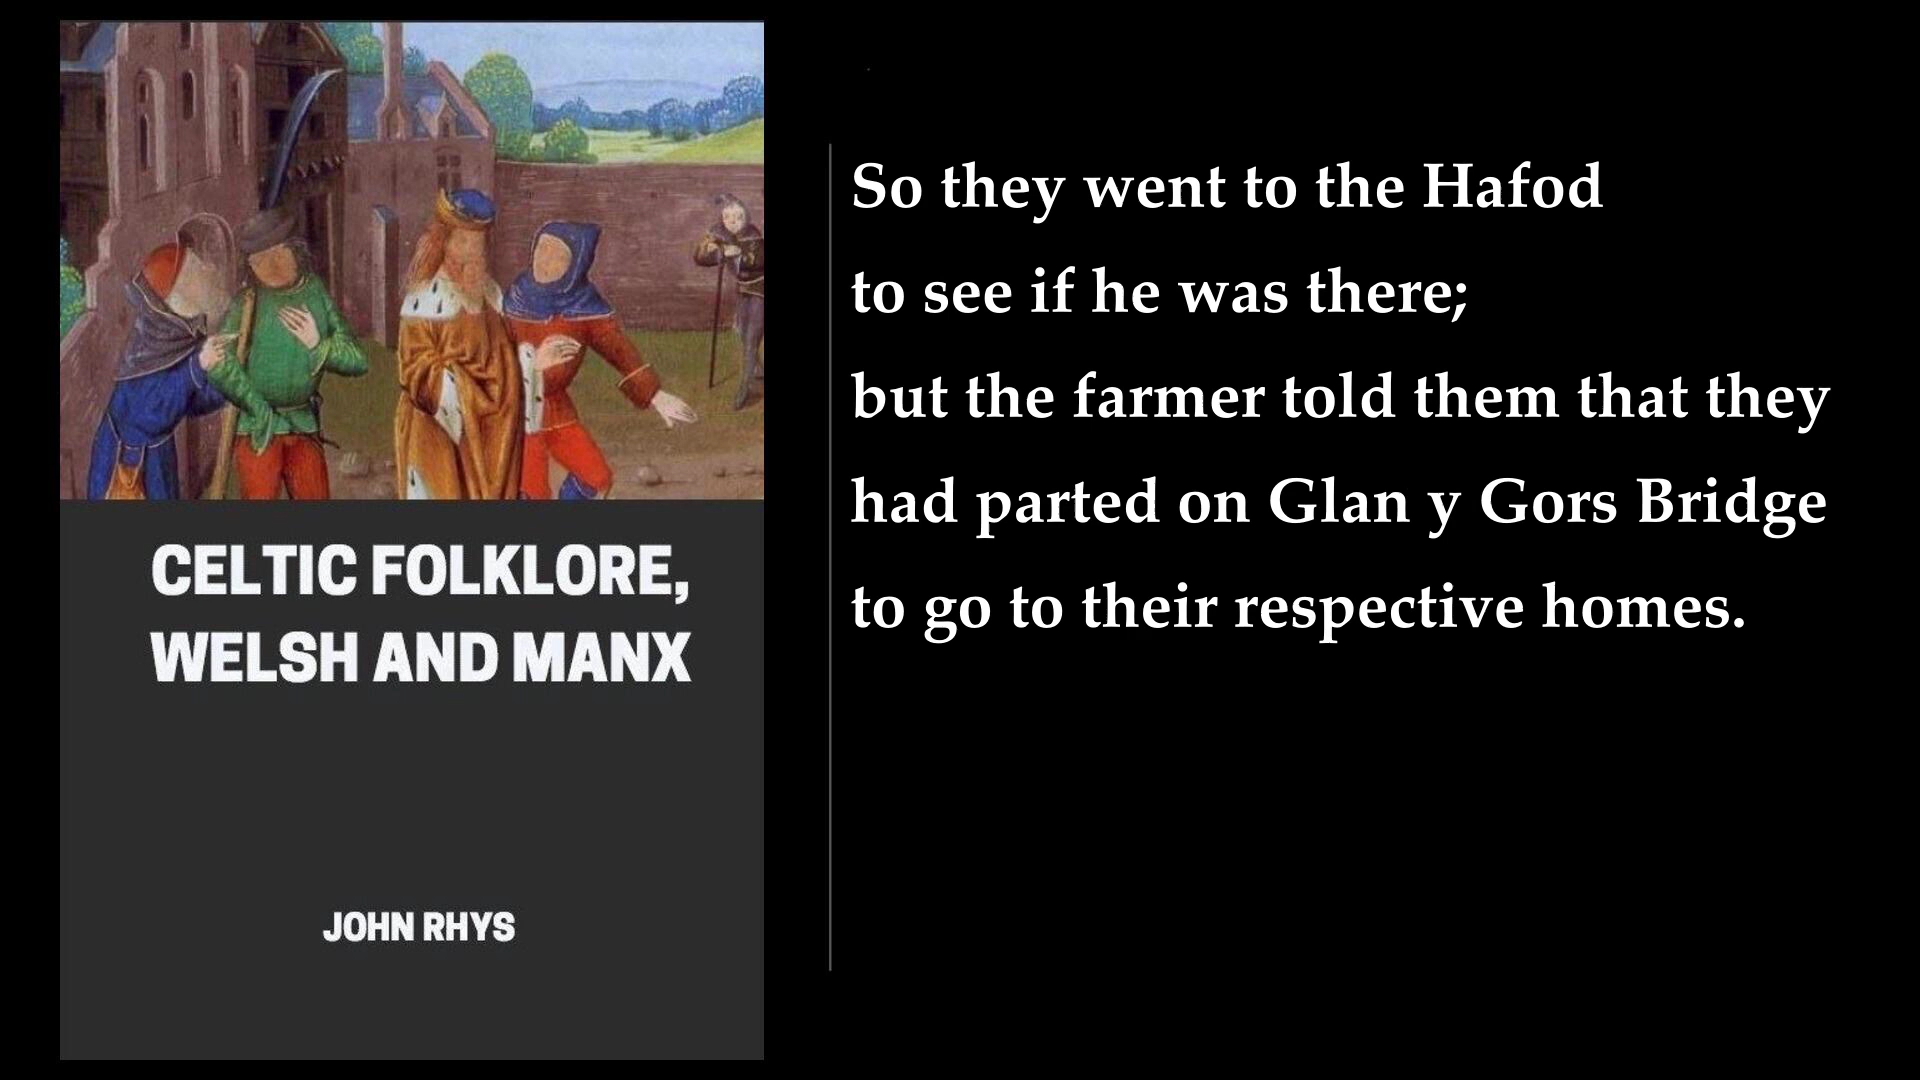 CELTIC FOLKLORE,
WELSH AND MANX
JOHN RHYS
So they went to the Hafod
to see if he was there;
but the farmer told them that they
had parted on Glan y Gors Bridge
to go to their respective homes.